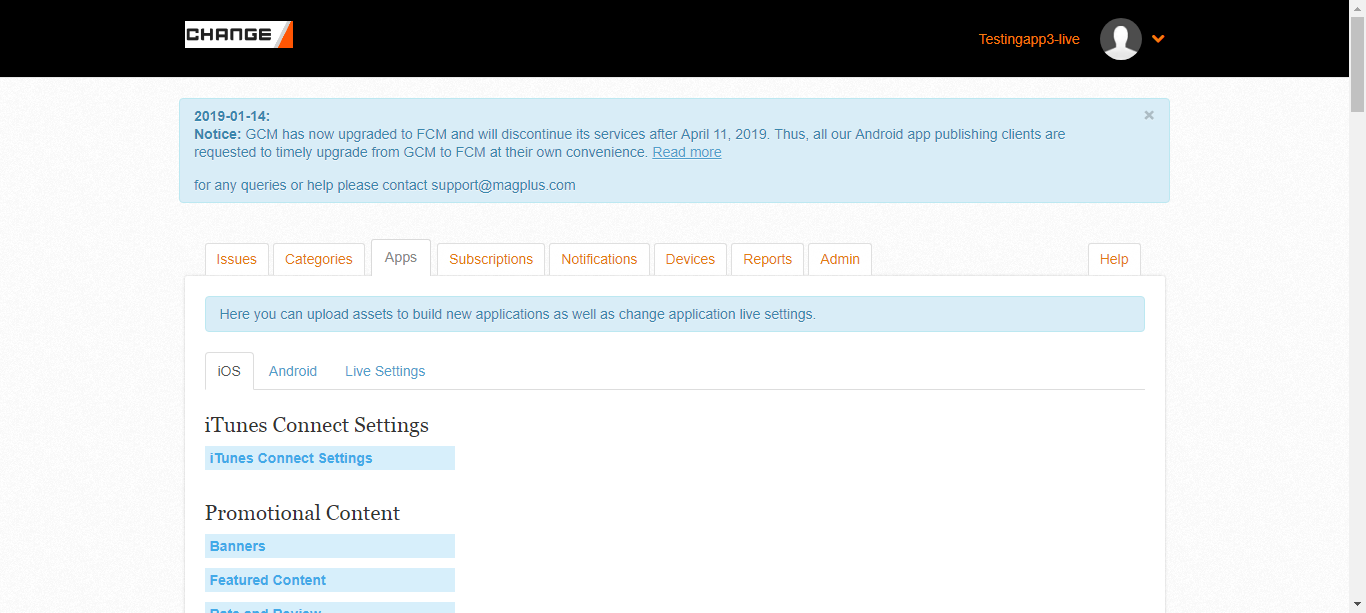 CHANGE
Testingapp3-live
2019-01-14:
Notice: GCM has now upgraded to FCM and will discontinue its services after April 11, 2019. Thus, all our Android app publishing clients are
requested to timely upgrade from GCM to FCM at their own convenience. Read more
for any queries or help please contact support@magplus.com
Issues Categories Apps Subscriptions Notifications Devices Reports Admin Help
Here you can upload assets to build new applications as well as change application live settings.
iOS Android Live Settings
iTunes Connect Settings
iTunes Connect Settings
Promotional Content
Banners
Featured Content
Rate and Review